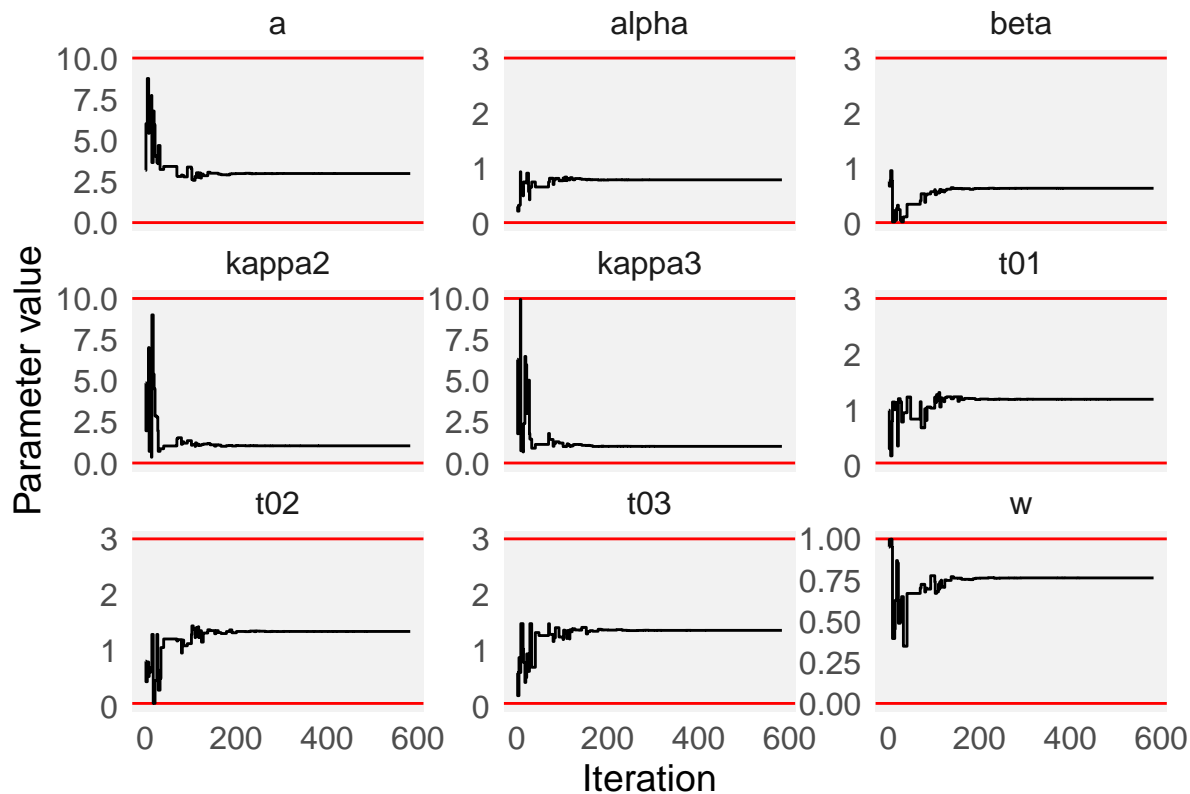 a alpha beta
10.0 3 3
7.5 2 2
5.0
2.5 1 1
0.0 0 0
kappa2 kappa3 t01
10.0 10.0 3
7.5 7.5 2
5.0 5.0
2.5 2.5 1
0.0 0.0 0
t02 t03 w
3 3 1.00
2 2 0.75
0.50
1 1 0.25
0 0 0.00
0 200 400 600 0 200 400 600 0 200 400 600
Iteration
Parameter value